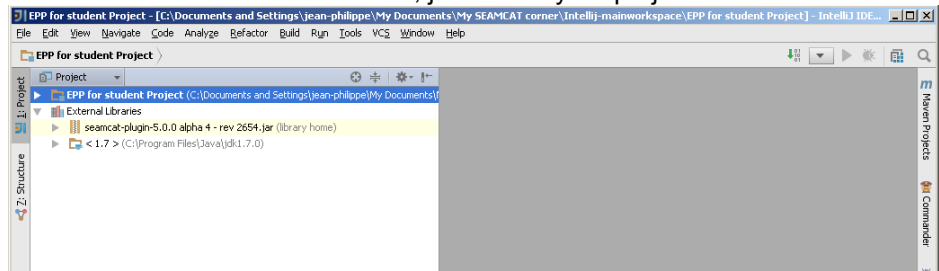 EPP for student Project - [C:\Documents and Settings\jean-philippe\My Documents\My SEAMCAT corner\Intellij-mainworkspace\EPP for student Project] - IntelliJ IDE...
File Edit View Navigate Code Analyze Refactor Build Run Tools VCS Window Help
EPP for student Project
Project
EPP for student Project (C:\Documents and Settings\jean-philippe\My Documents\
External Libraries
seamcat-plugin-5.0.0 alpha 4 - rev 2654.jar (library home)
< 1.7 > (C:\Program Files\Java\jdk1.7.0)
1: Project
Z: Structure
Maven Projects
Commander